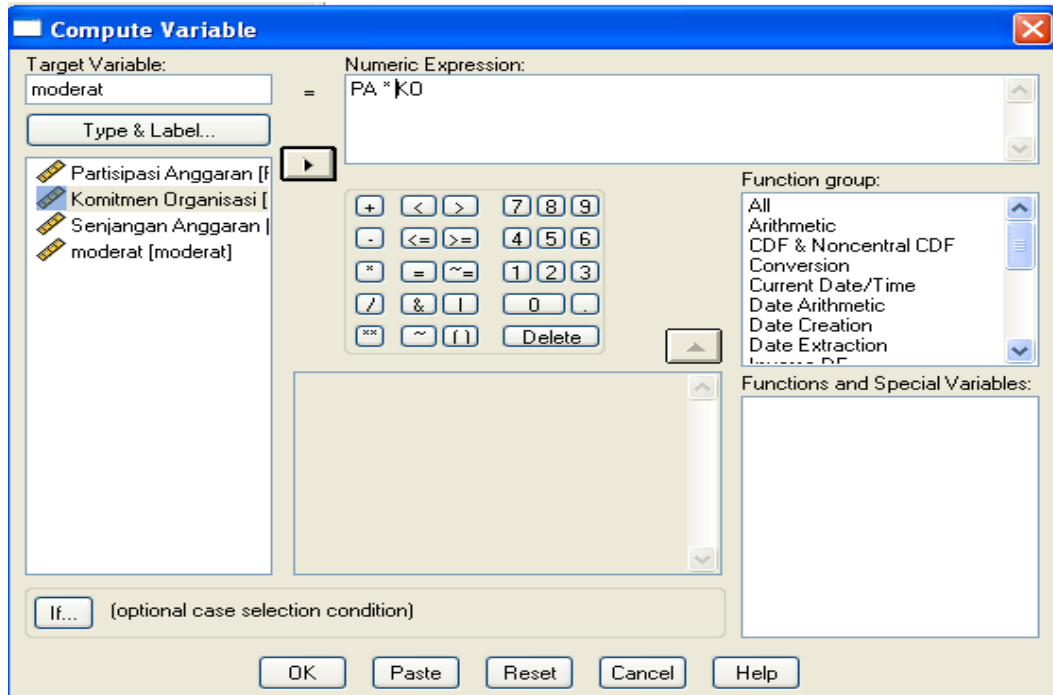 Compute Variable
Target Variable:
moderat
=
Numeric Expression:
PA * KO
Type & Label...
Partisipasi Anggaran [
Komitmen Organisasi [
Senjangan Anggaran [
moderat [moderat]
+ < > 7 8 9
- <= >= 4 5 6
* = ~= 1 2 3
/ & | 0 .
** ~ () Delete
Function group:
All
Arithmetic
CDF & Noncentral CDF
Conversion
Current Date/Time
Date Arithmetic
Date Creation
Date Extraction
Functions and Special Variables:
If... (optional case selection condition)
OK Paste Reset Cancel Help